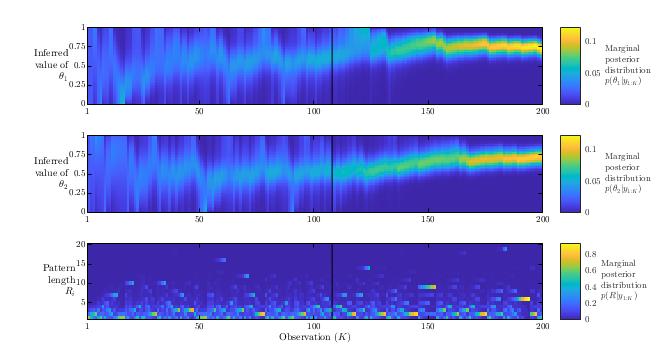 Inferred
value of
θ1
1
0.75
0.5
0.25
0
1
50
100
150
200
0.1
0.05
0
Marginal
posterior
distribution
p(θ1|y1:K)
Inferred
value of
θ2
1
0.75
0.5
0.25
0
1
50
100
150
200
0.1
0.05
0
Marginal
posterior
distribution
p(θ2|y1:K)
Pattern
length
Ri
20
15
10
5
1
50
100
150
200
Observation (K)
0.8
0.6
0.4
0.2
0
Marginal
posterior
distribution
p(R|y1:K)